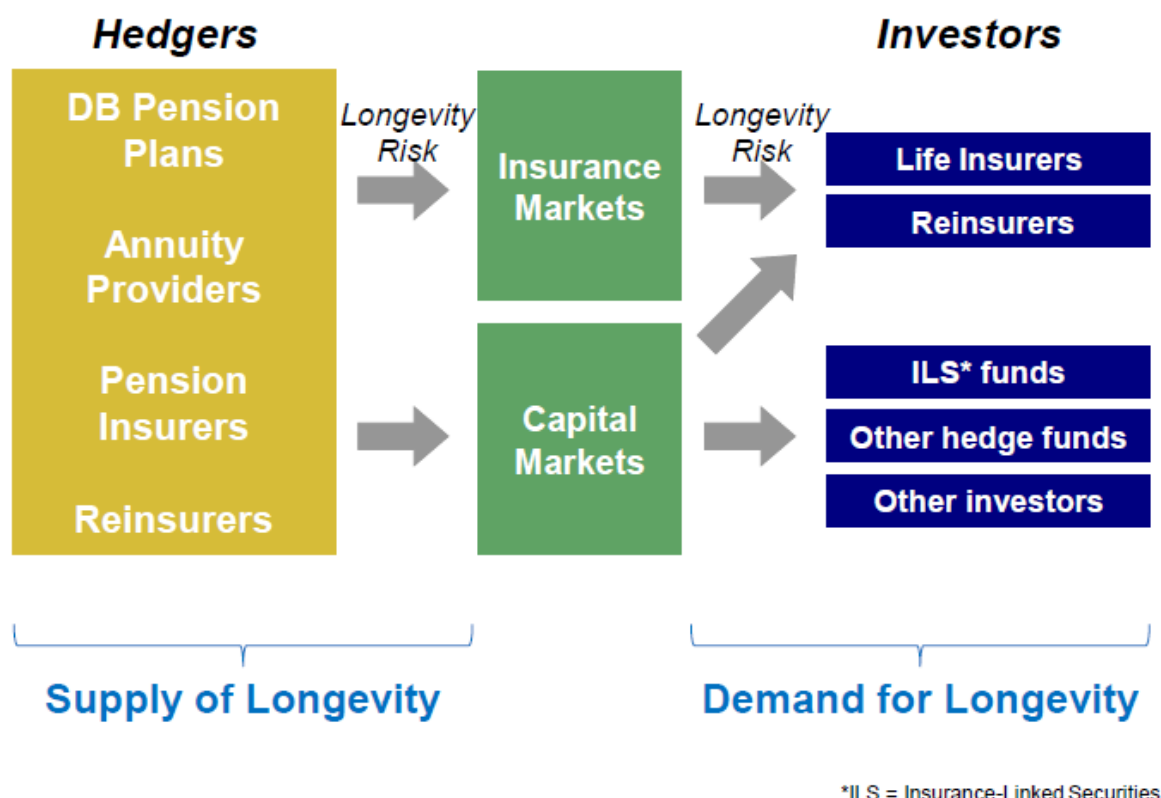 Hedgers
Investors
DB Pension
Plans
Annuity
Providers
Pension
Insurers
Reinsurers
Longevity
Risk
Insurance
Markets
Capital
Markets
Longevity
Risk
Life Insurers
Reinsurers
ILS* funds
Other hedge funds
Other investors
Supply of Longevity
Demand for Longevity
*ILS = Insurance-Linked Securities